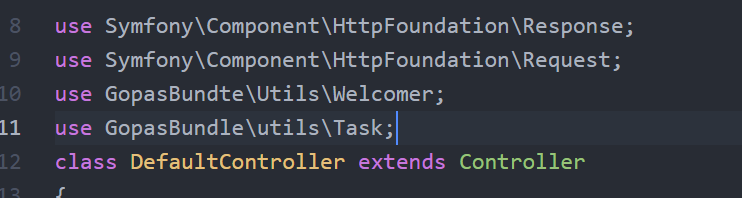 8 use Symfony\Component\HttpFoundation\Response;
9 use Symfony\Component\HttpFoundation\Request;
10 use GopasBundte\Utils\Welcomer;
11 use GopasBundle\utils\Task;
12 class DefaultController extends Controller
13 {